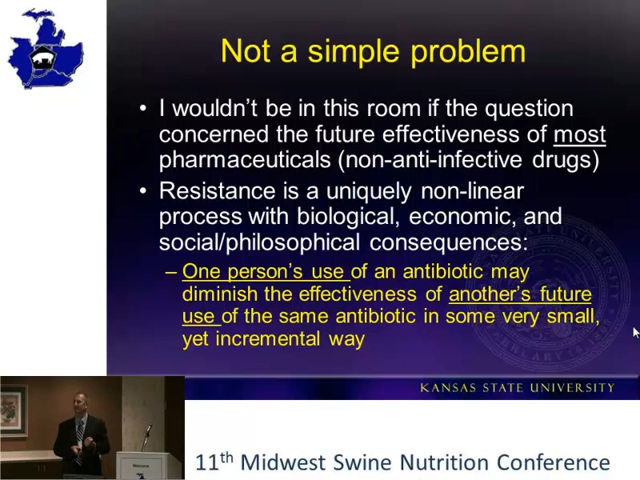 Not a simple problem
• I wouldn't be in this room if the question
concerned the future effectiveness of most
pharmaceuticals (non-anti-infective drugs)
• Resistance is a uniquely non-linear
process with biological, economic, and
social/philosophical consequences:
– One person's use of an antibiotic may
diminish the effectiveness of another's future
use of the same antibiotic in some very small,
yet incremental way
KANSAS STATE UNIVERSITY
11th Midwest Swine Nutrition Conference